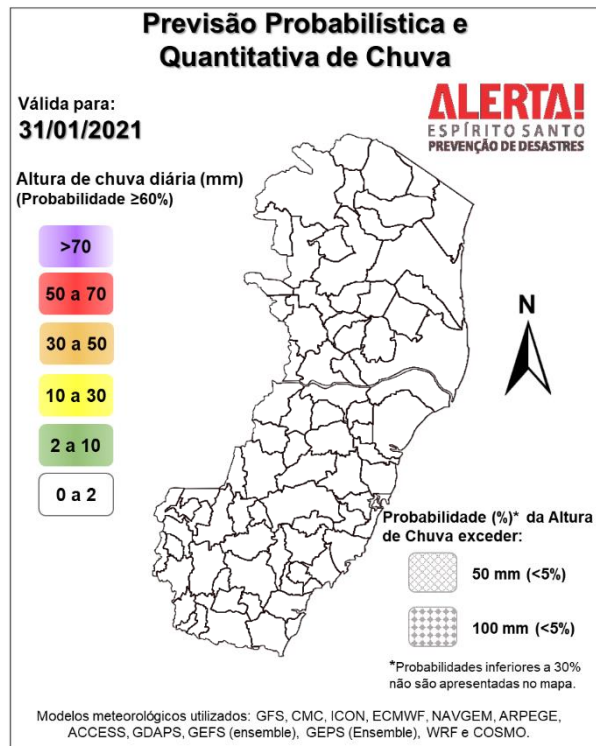 Previsão Probabilística e
Quantitativa de Chuva
Válida para:
31/01/2021
ALERTA!
ESPÍRITO SANTO
PREVENÇÃO DE DESASTRES
Altura de chuva diária (mm)
(Probabilidade ≥60%)
>70
50 a 70
30 a 50
10 a 30
2 a 10
0 a 2
N
Probabilidade (%)* da Altura
de Chuva exceder:
50 mm (<5%)
100 mm (<5%)
*Probabilidades inferiores a 30%
não são apresentadas no mapa.
Modelos meteorológicos utilizados: GFS, CMC, ICON, ECMWF, NAVGEM, ARPEGE,
ACCESS, GDAPS, GEFS (ensemble), GEPS (Ensemble), WRF e COSMO.